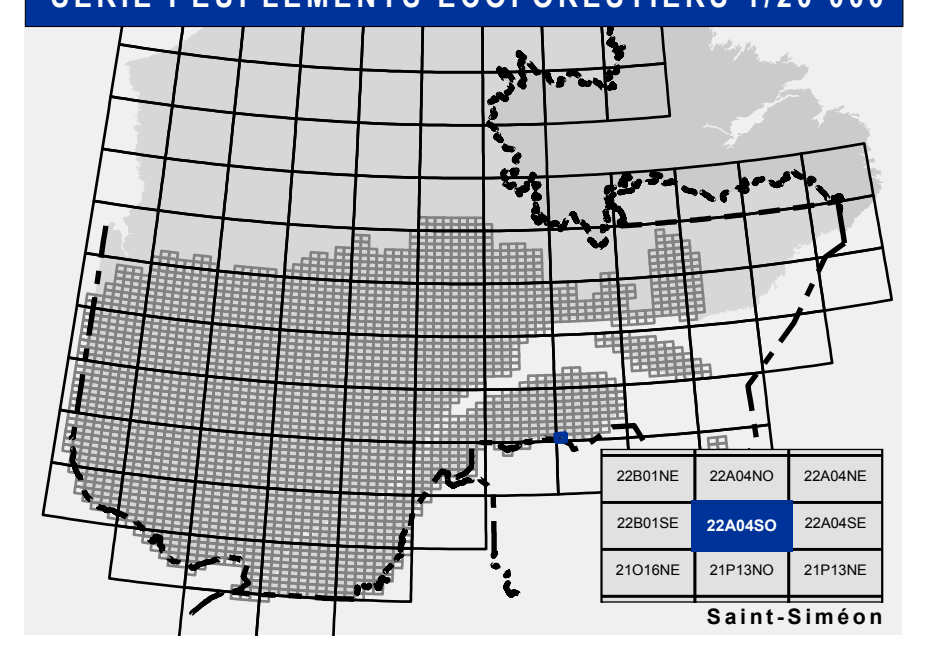 SÉRIE PEUPLEMENTS ÉCOFORESTIERS 1/20 000
22B01NE 22A04NO 22A04NE
22B01SE 22A04SO 22A04SE
21O16NE 21P13NO 21P13NE
Saint-Siméon